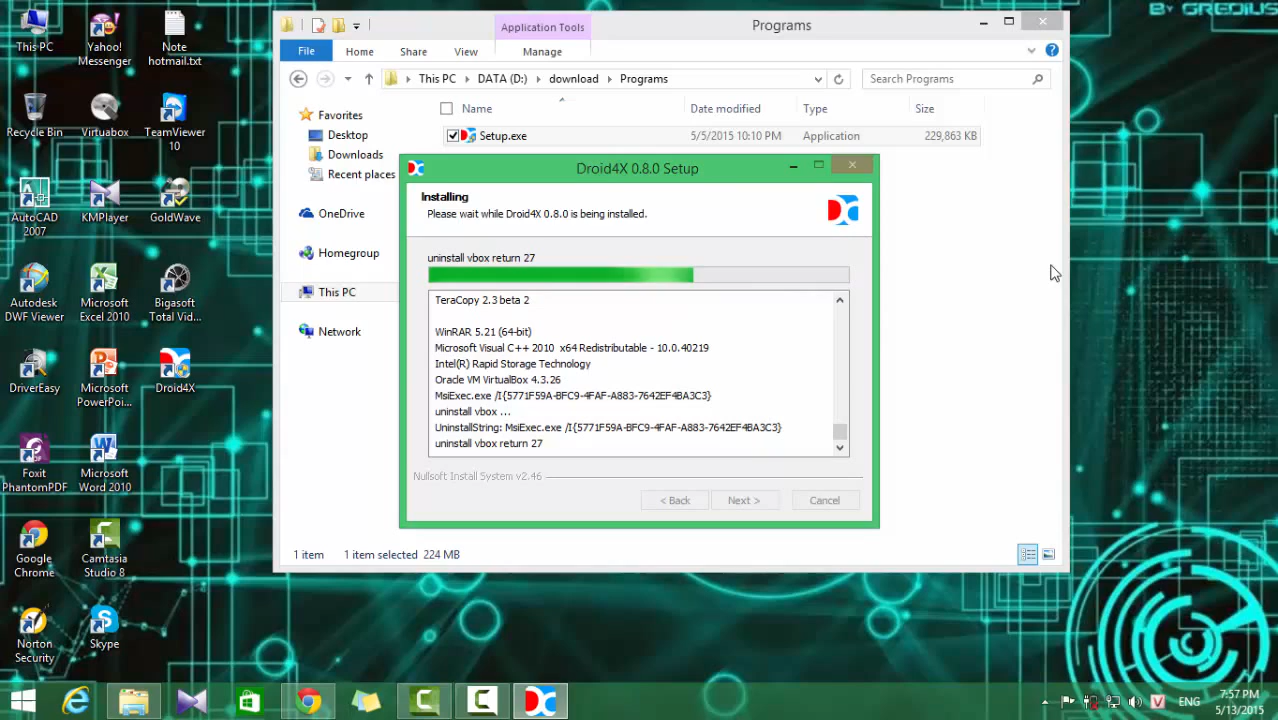 BY GREDIUS
This PC
Yahoo!
Messenger
Note
hotmail.txt
Recycle Bin
Virtuabox
TeamViewer
10
AutoCAD
2007
KMPlayer
GoldWave
Autodesk
DWF Viewer
Microsoft
Excel 2010
Bigasoft
Total Vid...
DriverEasy
Microsoft
PowerPoi...
Droid4X
Foxit
PhantomPDF
Microsoft
Word 2010
Google
Chrome
Camtasia
Studio 8
Norton
Security
Skype
Application Tools
Programs
File
Home
Share
View
Manage
This PC
DATA (D:)
download
Programs
Search Programs
Name
Date modified
Type
Size
Setup.exe
5/5/2015 10:10 PM
Application
229,863 KB
Favorites
Desktop
Downloads
Recent places
OneDrive
Homegroup
This PC
Network
Droid4X 0.8.0 Setup
Installing
Please wait while Droid4X 0.8.0 is being installed.
uninstall vbox return 27
TeraCopy 2.3 beta 2
WinRAR 5.21 (64-bit)
Microsoft Visual C++ 2010  x64 Redistributable - 10.0.40219
Intel(R) Rapid Storage Technology
Oracle VM VirtualBox 4.3.26
MsiExec.exe /I{5771F59A-BFC9-4FAF-A883-7642EF4BA3C3}
uninstall vbox ...
UninstallString: MsiExec.exe /I{5771F59A-BFC9-4FAF-A883-7642EF4BA3C3}
uninstall vbox return 27
Nullsoft Install System v2.46
< Back
Next >
Cancel
1 item
1 item selected  224 MB
ENG
7:57 PM
5/13/2015